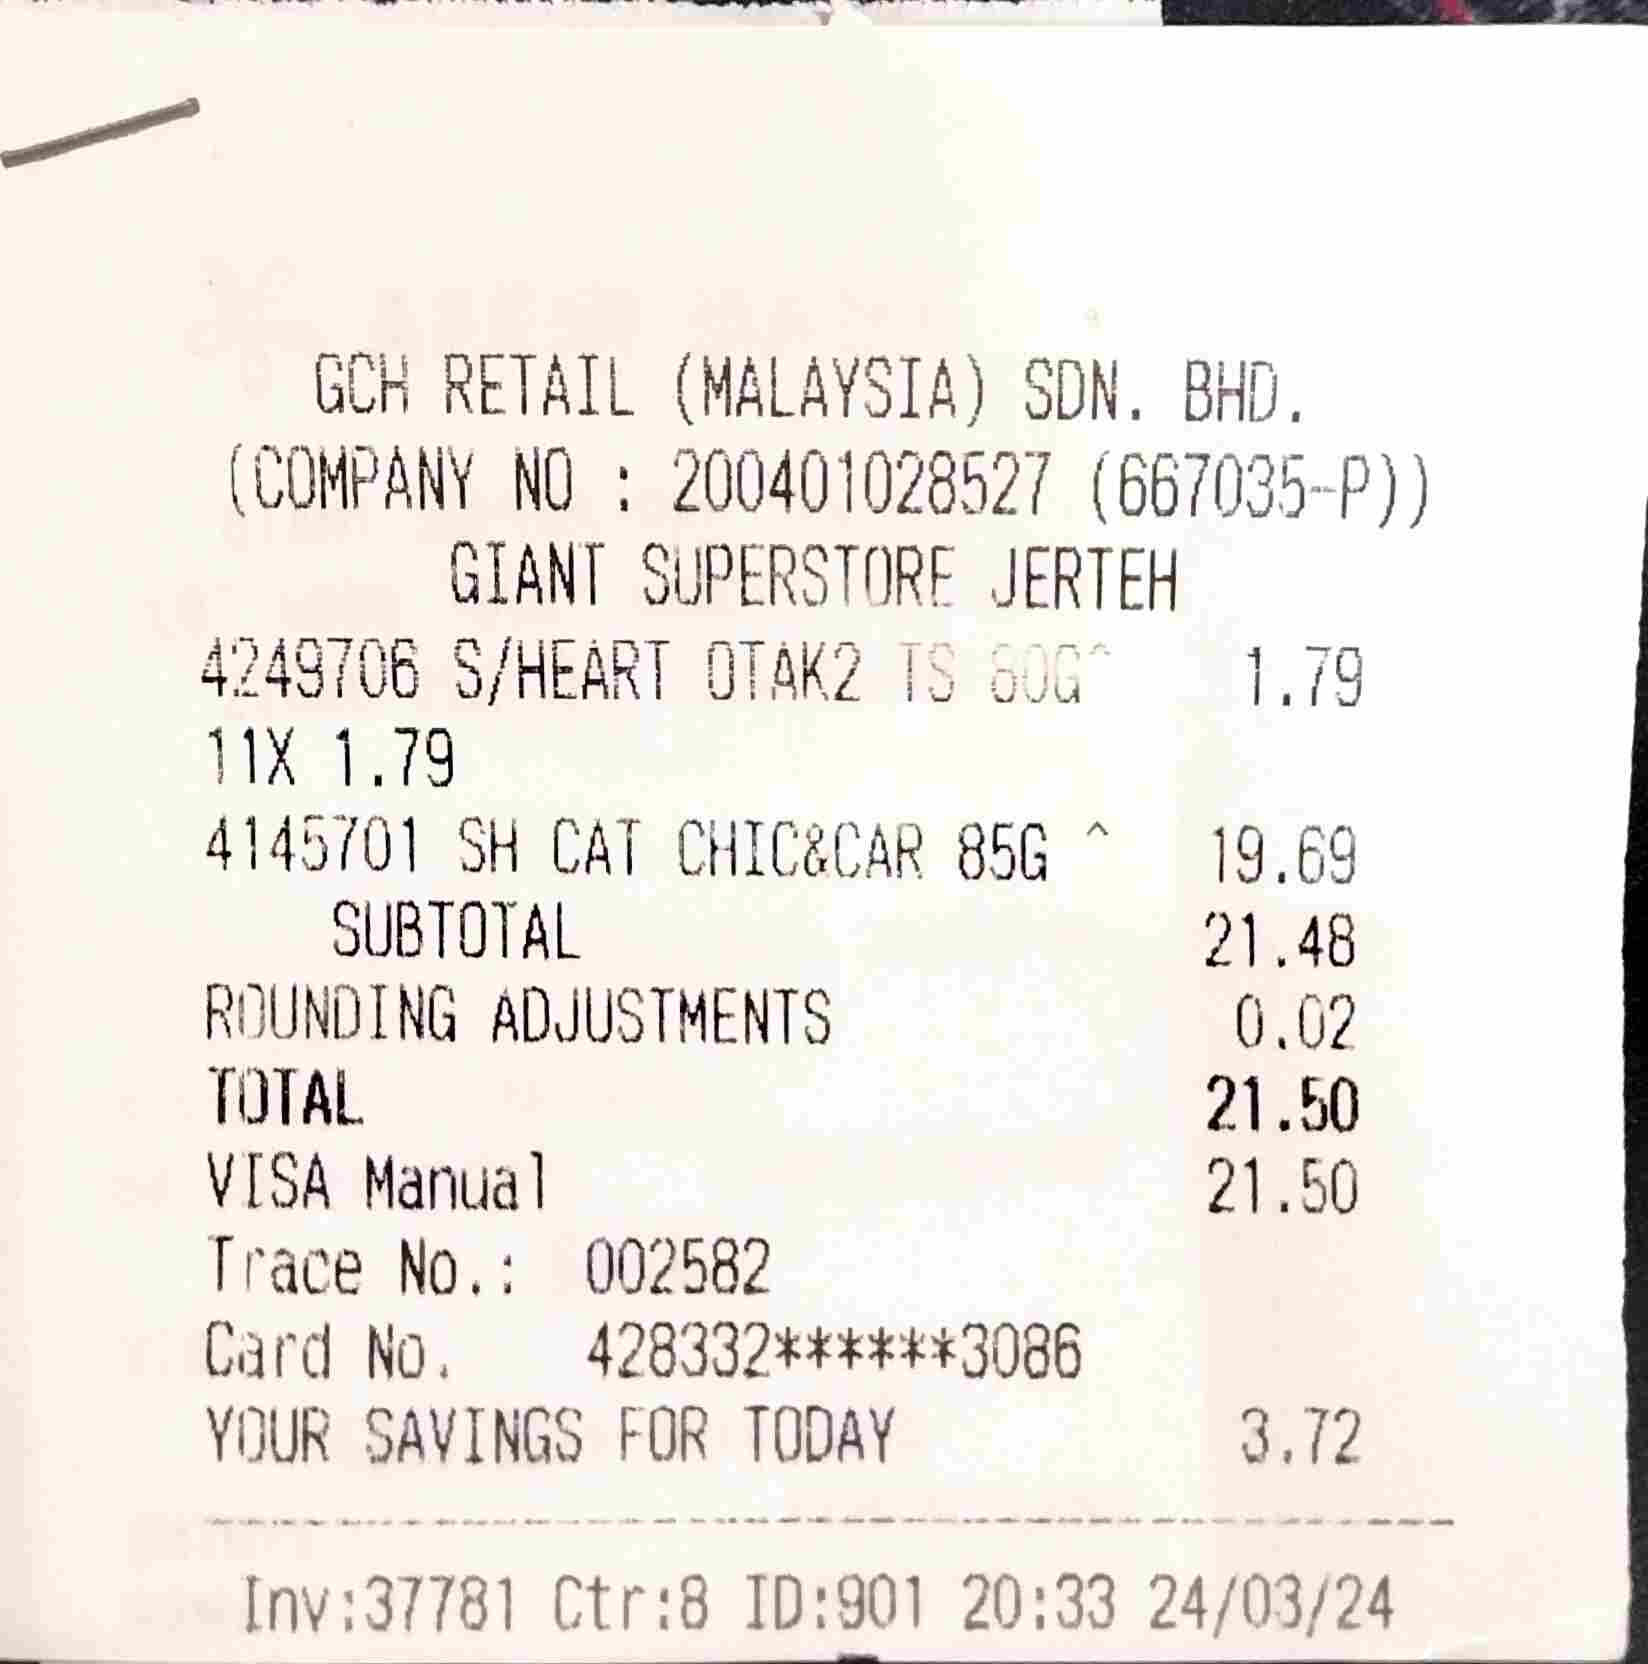 GCH RETAIL (MALAYSIA) SDN. BHD.
(COMPANY NO : 200401028527 (667035-P))
GIANT SUPERSTORE JERTEH
4249706 S/HEART OTAK2 TS 80G^ 1.79
11X 1.79
4145701 SH CAT CHIC&CAR 85G ^ 19.69
SUBTOTAL 21.48
ROUNDING ADJUSTMENTS 0.02
TOTAL 21.50
VISA Manual 21.50
Trace No.: 002582
Card No. 428332******3086
YOUR SAVINGS FOR TODAY 3.72
Inv:37781 Ctr:8 ID:901 20:33 24/03/24